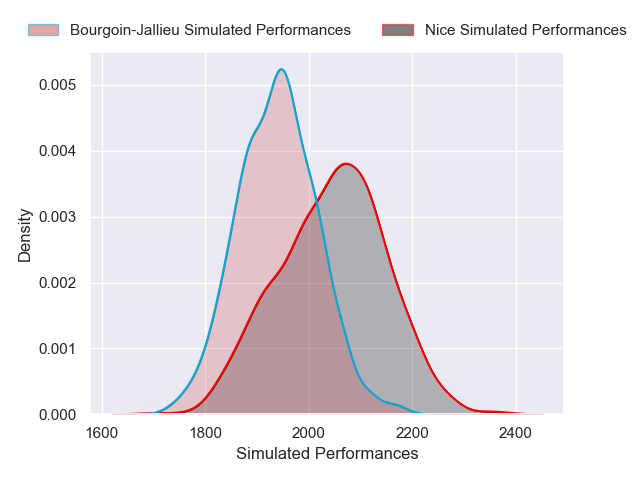 Bourgoin-Jallieu Simulated Performances
Nice Simulated Performances
0.005
0.004
0.003
0.002
0.001
0.000
Density
1600
1800
2000
2200
2400
Simulated Performances